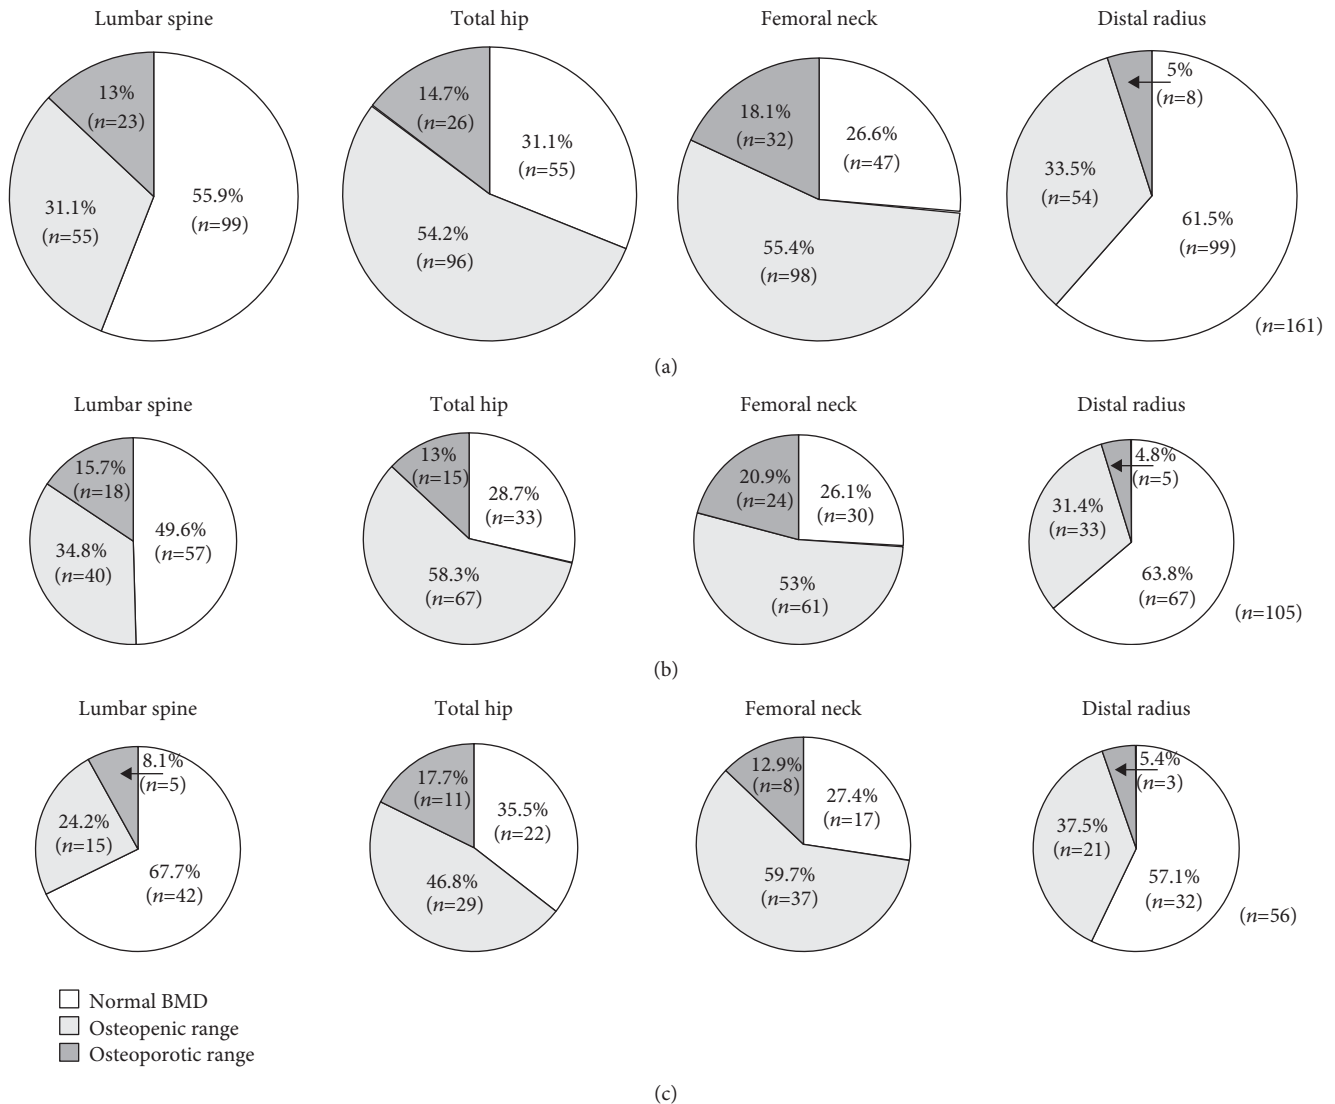 Lumbar spine
Total hip
Femoral neck
Distal radius
13%
(n=23)
31.1%
(n=55)
55.9%
(n=99)
14.7%
(n=26)
31.1%
(n=55)
54.2%
(n=96)
18.1%
(n=32)
26.6%
(n=47)
55.4%
(n=98)
5%
(n=8)
33.5%
(n=54)
61.5%
(n=99)
(n=161)
(a)
Lumbar spine
Total hip
Femoral neck
Distal radius
15.7%
(n=18)
49.6%
(n=57)
34.8%
(n=40)
13%
(n=15)
28.7%
(n=33)
58.3%
(n=67)
20.9%
(n=24)
26.1%
(n=30)
53%
(n=61)
4.8%
(n=5)
31.4%
(n=33)
63.8%
(n=67)
(n=105)
(b)
Lumbar spine
Total hip
Femoral neck
Distal radius
8.1%
(n=5)
24.2%
(n=15)
67.7%
(n=42)
17.7%
(n=11)
35.5%
(n=22)
46.8%
(n=29)
12.9%
(n=8)
27.4%
(n=17)
59.7%
(n=37)
5.4%
(n=3)
37.5%
(n=21)
57.1%
(n=32)
(n=56)
Normal BMD
Osteopenic range
Osteoporotic range
(c)